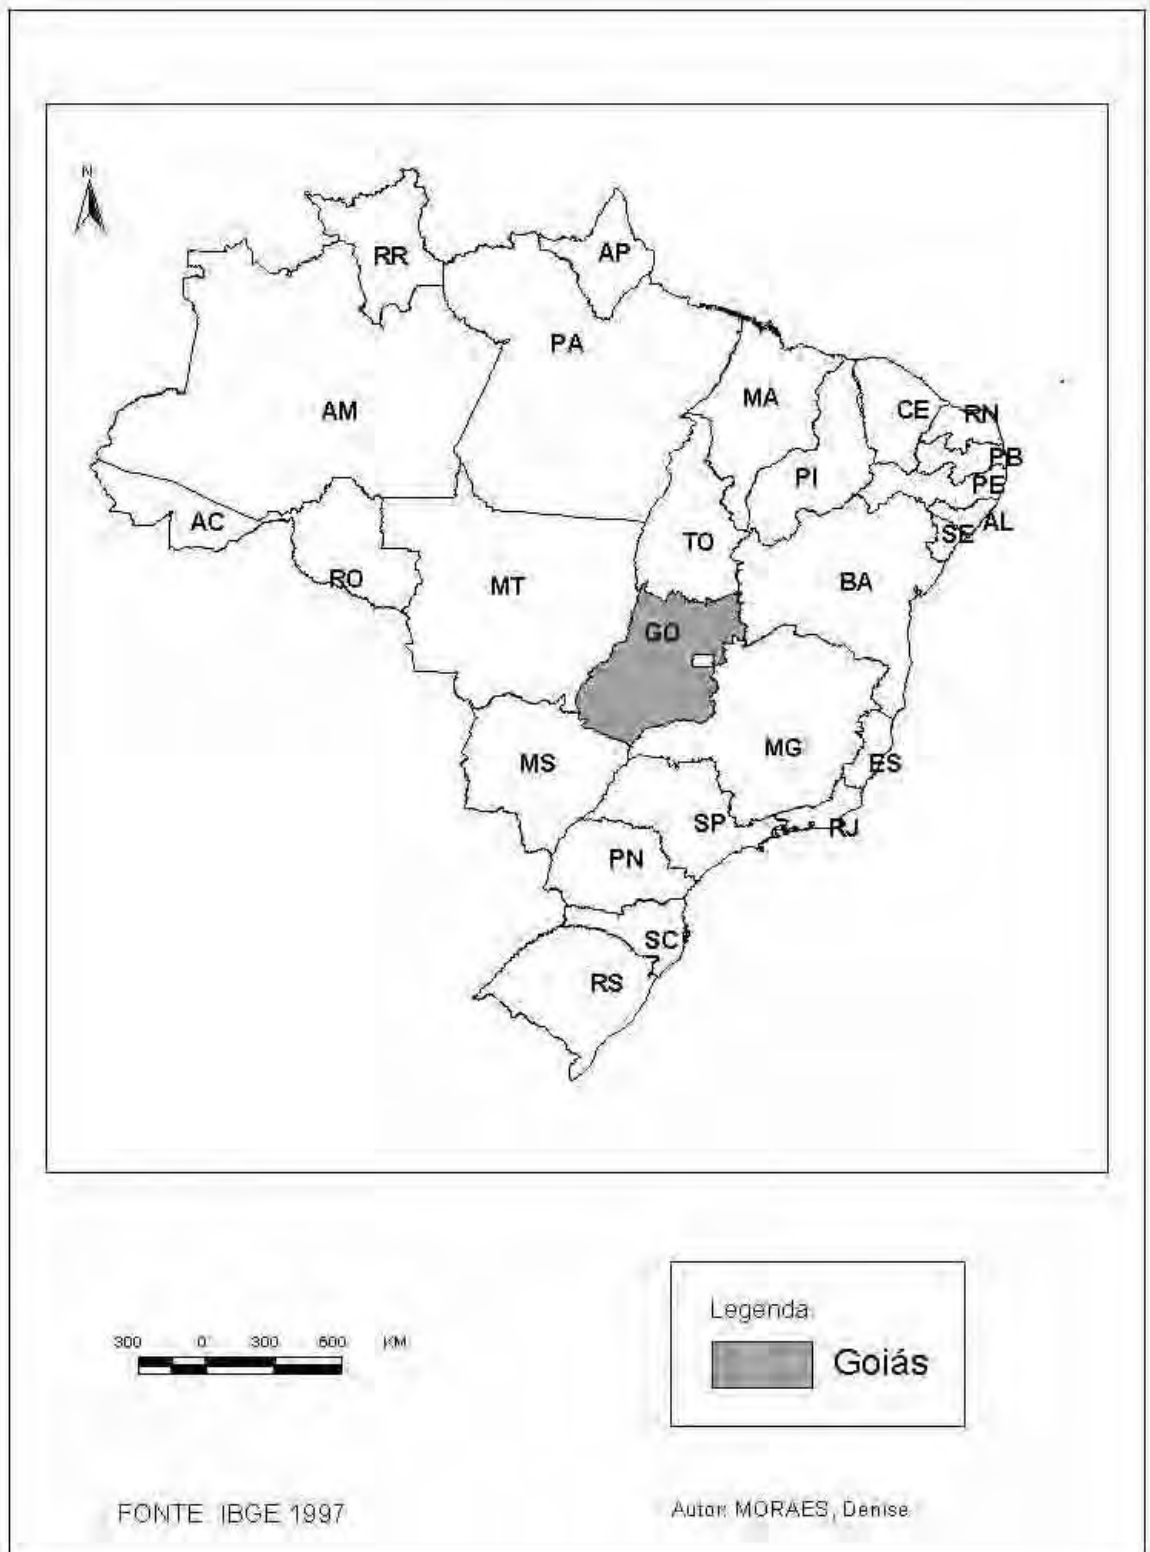 N
RR
AP
PA
AM
MA
CE
RN
PB
PI
PE
AC
TO
SE
AL
RO
MT
BA
GO
MG
MS
ES
SP
RJ
PN
SC
RS
300 0 300 600 KM
Legenda:
Goiás
FONTE: IBGE 1997
Autor: MORAES, Denise